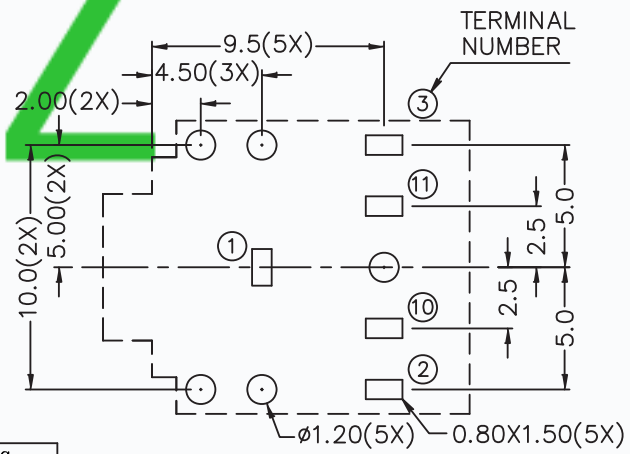 TERMINAL
NUMBER
9.5(5X)
4.50(3X)
2.00(2X)
3
11
5.00(2X)
10.0(2X)
1
2.5
5.0
2.5
5.0
10
2
ø1.20(5X)
0.80X1.50(5X)